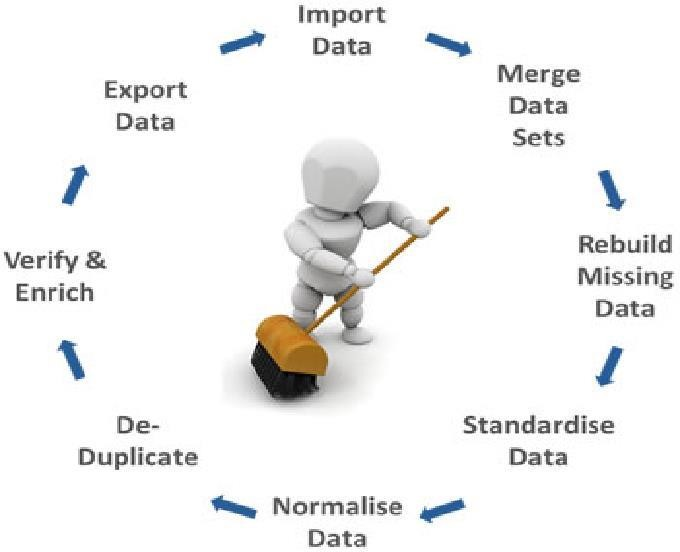 Import
Data
Merge
Data
Sets
Rebuild
Missing
Data
Standardise
Data
Normalise
Data
De-
Duplicate
Verify &
Enrich
Export
Data